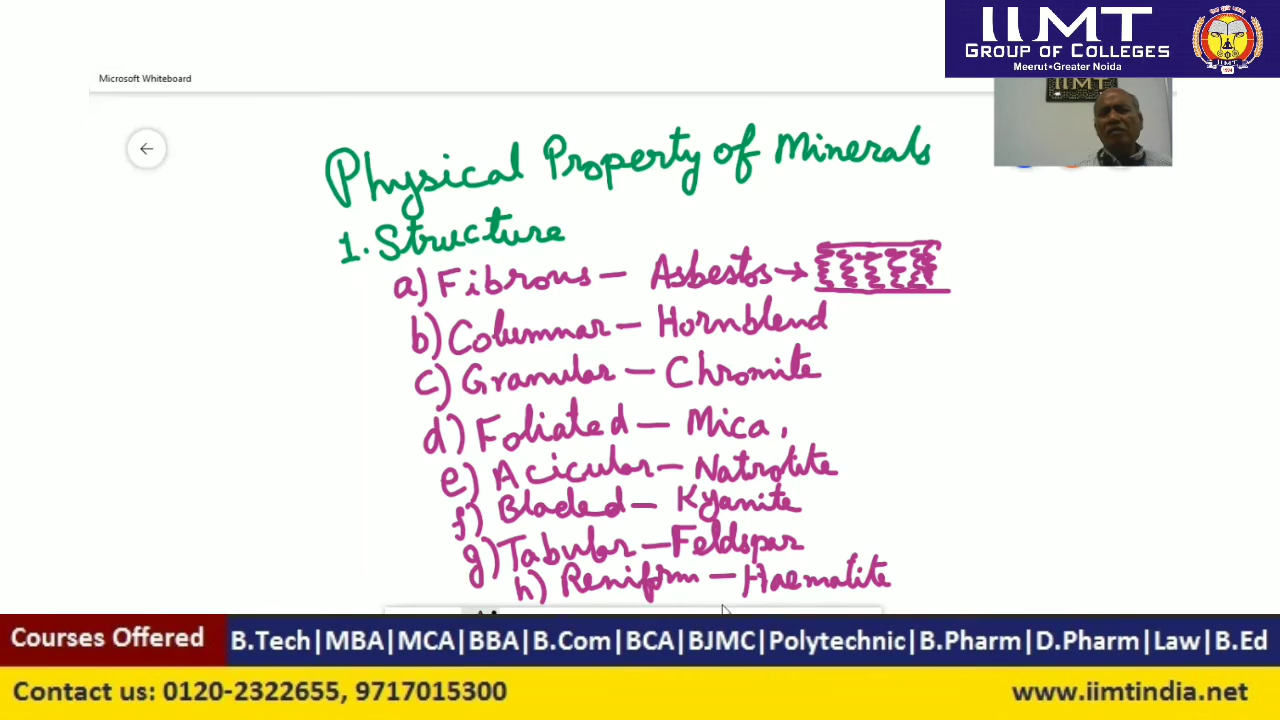 IIMT
GROUP OF COLLEGES
Meerut•Greater Noida
IIMT
Microsoft Whiteboard
IIMT
Physical Property of Minerals
1. Structure
a) Fibrous — Asbestos →
b) Columnar — Hornblend
c) Granular — Chromite
d) Foliated — Mica,
e) Acicular — Natrolite
f) Bladed — Kyanite
g) Tabular — Feldspar
h) Reniform — Haematite
Courses Offered B.Tech|MBA|MCA|BBA|B.Com|BCA|BJMC|Polytechnic|B.Pharm|D.Pharm|Law|B.Ed
Contact us: 0120-2322655, 9717015300 www.iimtindia.net